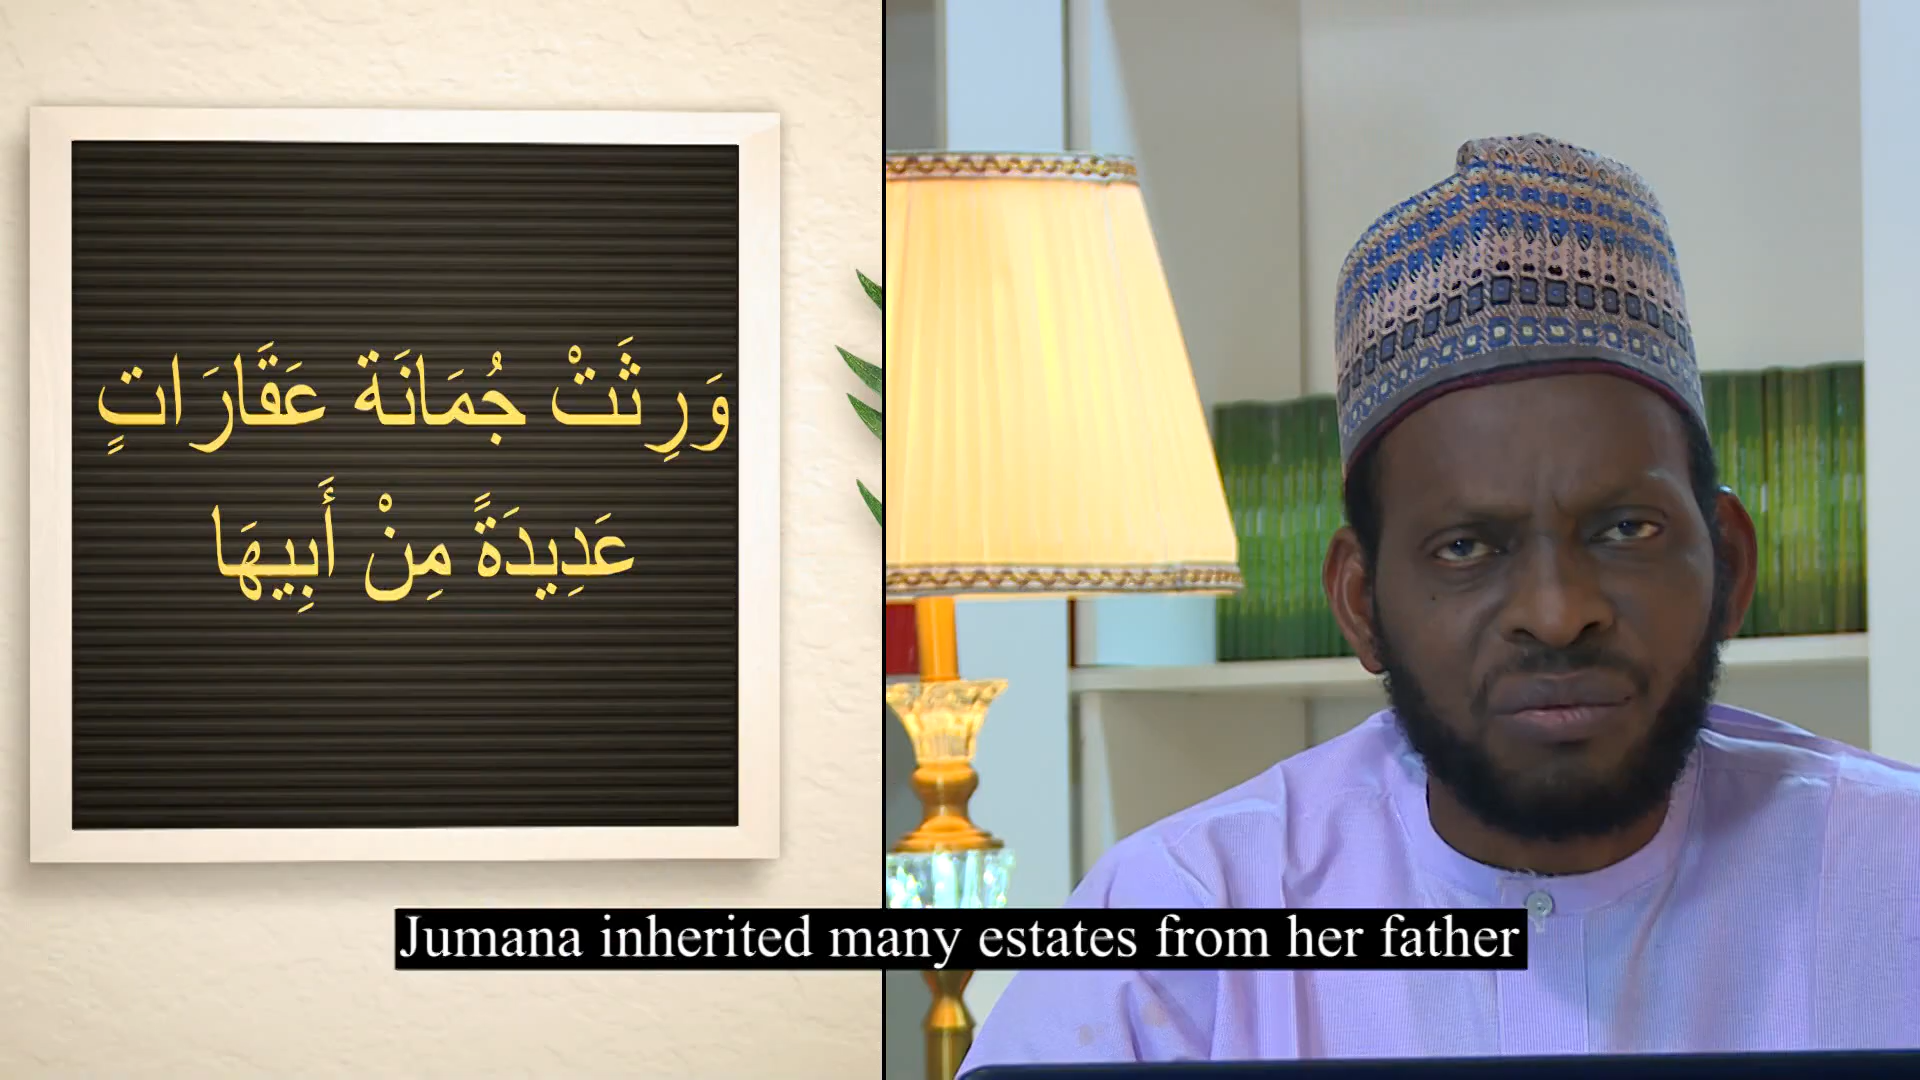 وَرِثَتْ جُمَانَة عَقَارَاتٍ
عَدِيدَةً مِنْ أَبِيهَا
Jumana inherited many estates from her father